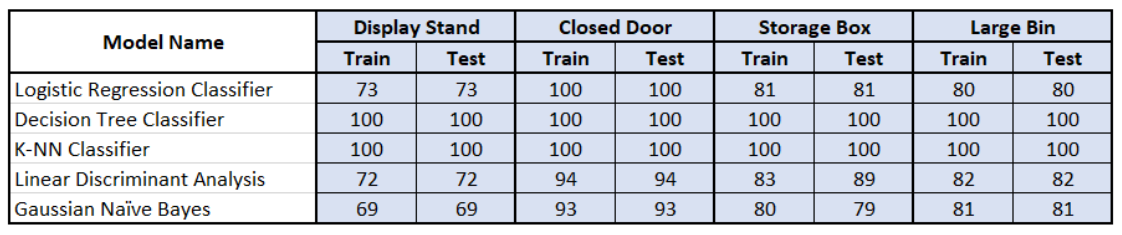 Model Name Display Stand Closed Door Storage Box Large Bin
Train Test Train Test Train Test Train Test
Logistic Regression Classifier 73 73 100 100 81 81 80 80
Decision Tree Classifier 100 100 100 100 100 100 100 100
K-NN Classifier 100 100 100 100 100 100 100 100
Linear Discriminant Analysis 72 72 94 94 83 89 82 82
Gaussian Naïve Bayes 69 69 93 93 80 79 81 81